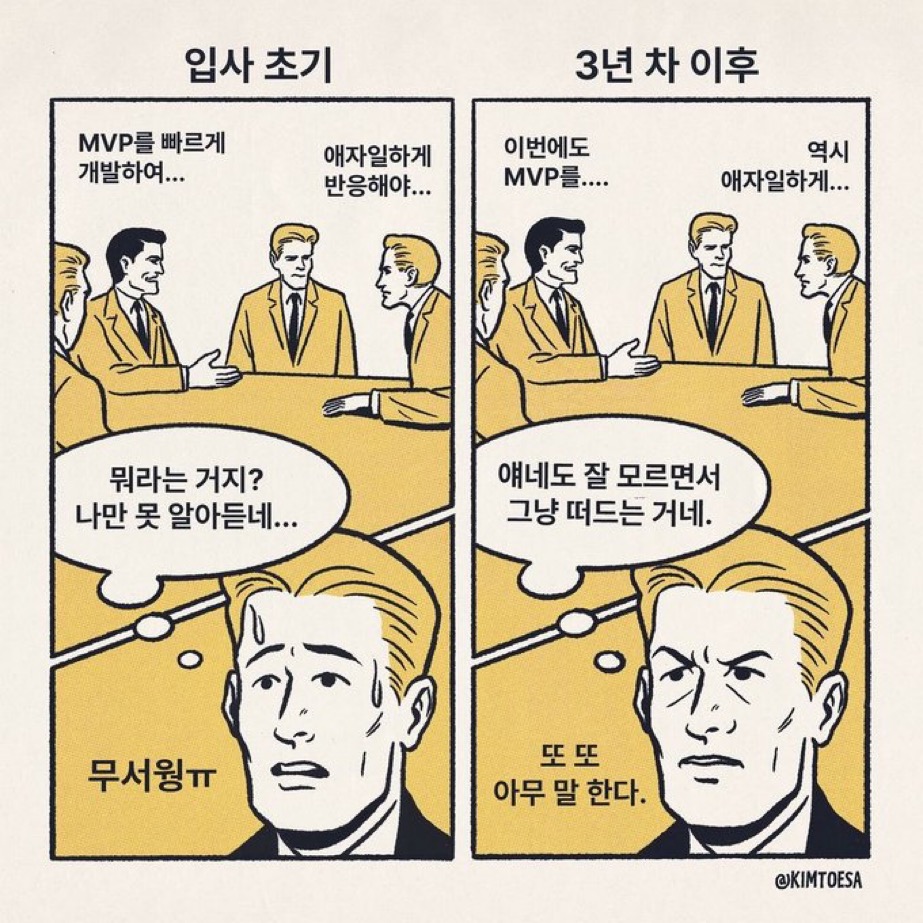 입사 초기
MVP를 빠르게
개발하여...
애자일하게
반응해야...
뭐라는 거지?
나만 못 알아듣네...
무서웡ㅠ
3년 차 이후
이번에도
MVP를....
역시
애자일하게...
얘네도 잘 모르면서
그냥 떠드는 거네.
또 또
아무 말 한다.
@KIMTOESA